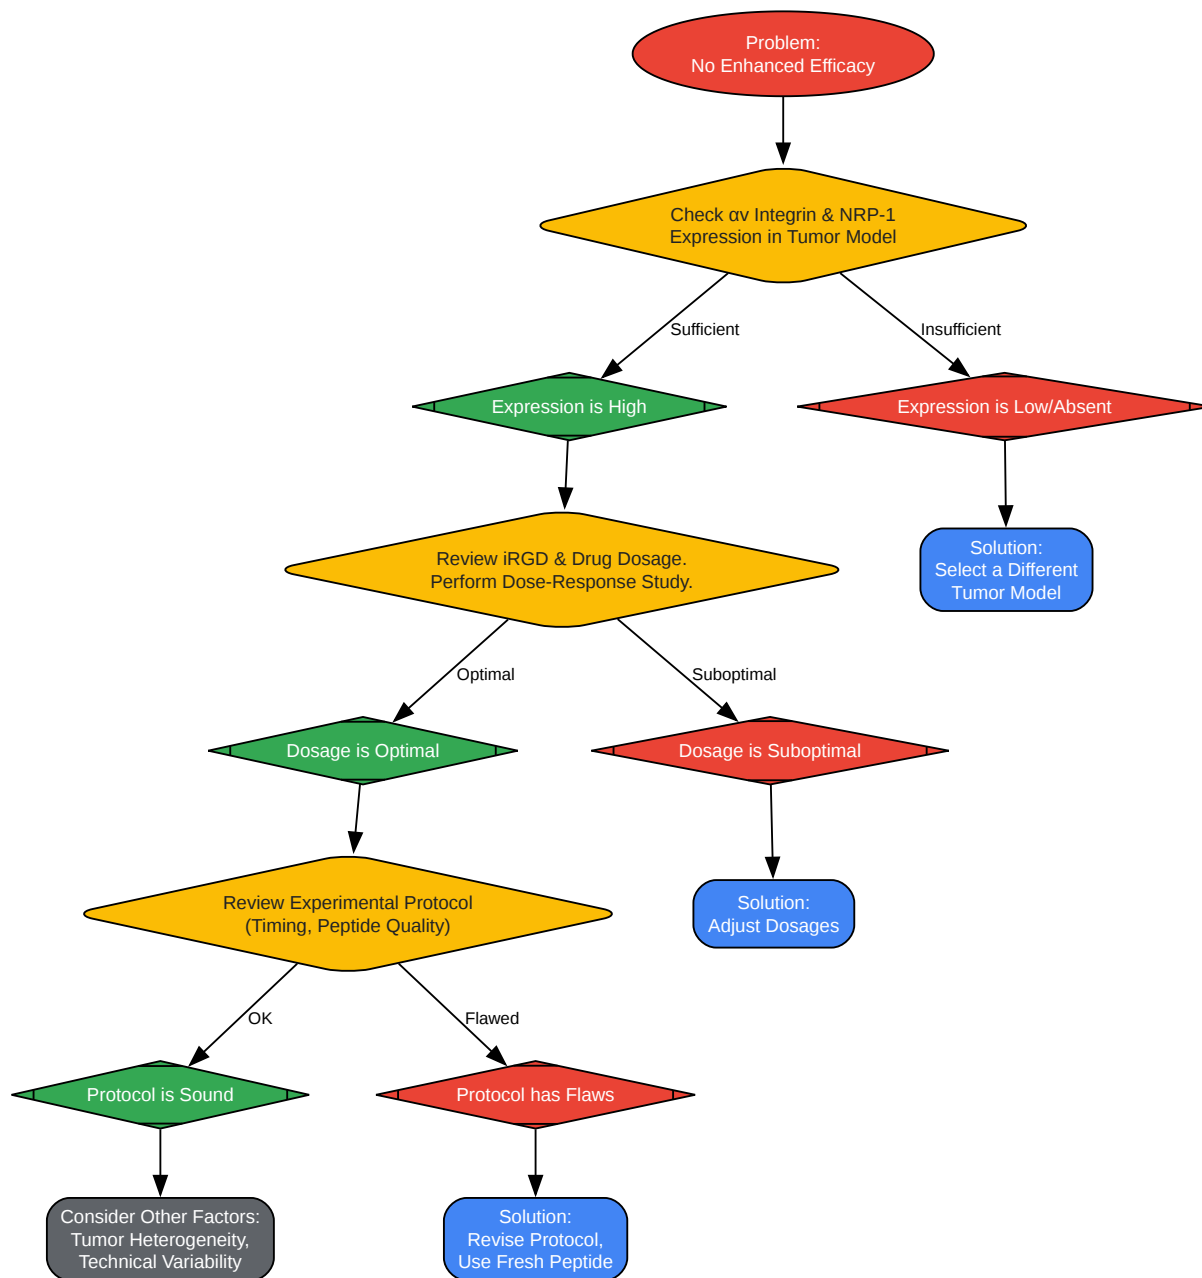 Problem:
No Enhanced Efficacy
Check αv Integrin & NRP-1
Expression in Tumor Model
Sufficient
Insufficient
Expression is High
Expression is Low/Absent
Review iRGD & Drug Dosage.
Perform Dose-Response Study.
Solution:
Select a Different
Tumor Model
Optimal
Suboptimal
Dosage is Optimal
Dosage is Suboptimal
Review Experimental Protocol
(Timing, Peptide Quality)
Solution:
Adjust Dosages
OK
Flawed
Protocol is Sound
Protocol has Flaws
Consider Other Factors:
Tumor Heterogeneity,
Technical Variability
Solution:
Revise Protocol,
Use Fresh Peptide